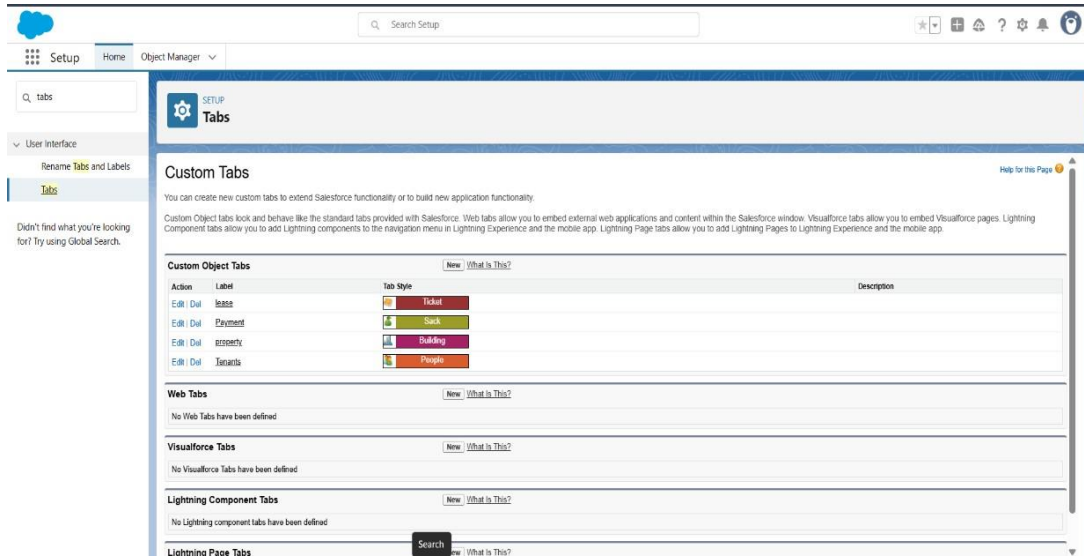 Search Setup
Setup Home Object Manager
tabs
User Interface
Rename Tabs and Labels
Tabs
Didn't find what you're looking
for? Try using Global Search.
SETUP
Tabs
Custom Tabs
Help for this Page
You can create new custom tabs to extend Salesforce functionality or to build new application functionality.
Custom Object tabs look and behave like the standard tabs provided with Salesforce. Web tabs allow you to embed external web applications and content within the Salesforce window. Visualforce tabs allow you to embed Visualforce pages. Lightning
Component tabs allow you to add Lightning components to the navigation menu in Lightning Experience and the mobile app. Lightning Page tabs allow you to add Lightning Pages to Lightning Experience and the mobile app.
Custom Object Tabs New What Is This?
Action Label Tab Style Description
Edit | Del lease Ticket
Edit | Del Payment Sack
Edit | Del property Building
Edit | Del Tenants People
Web Tabs New What Is This?
No Web Tabs have been defined
Visualforce Tabs New What Is This?
No Visualforce Tabs have been defined
Lightning Component Tabs New What Is This?
No Lightning component tabs have been defined
Search
Lightning Page Tabs What Is This?